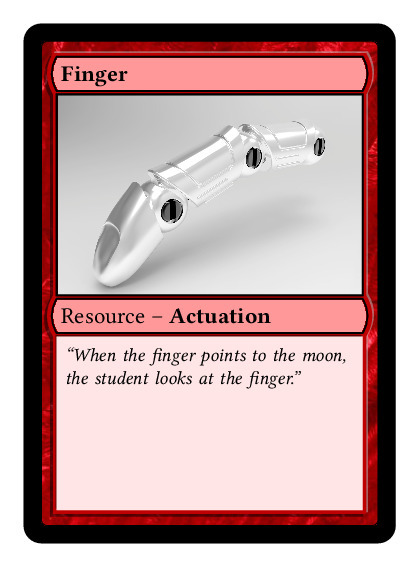 Finger
Resource – Actuation
“When the finger points to the moon,
the student looks at the finger.”